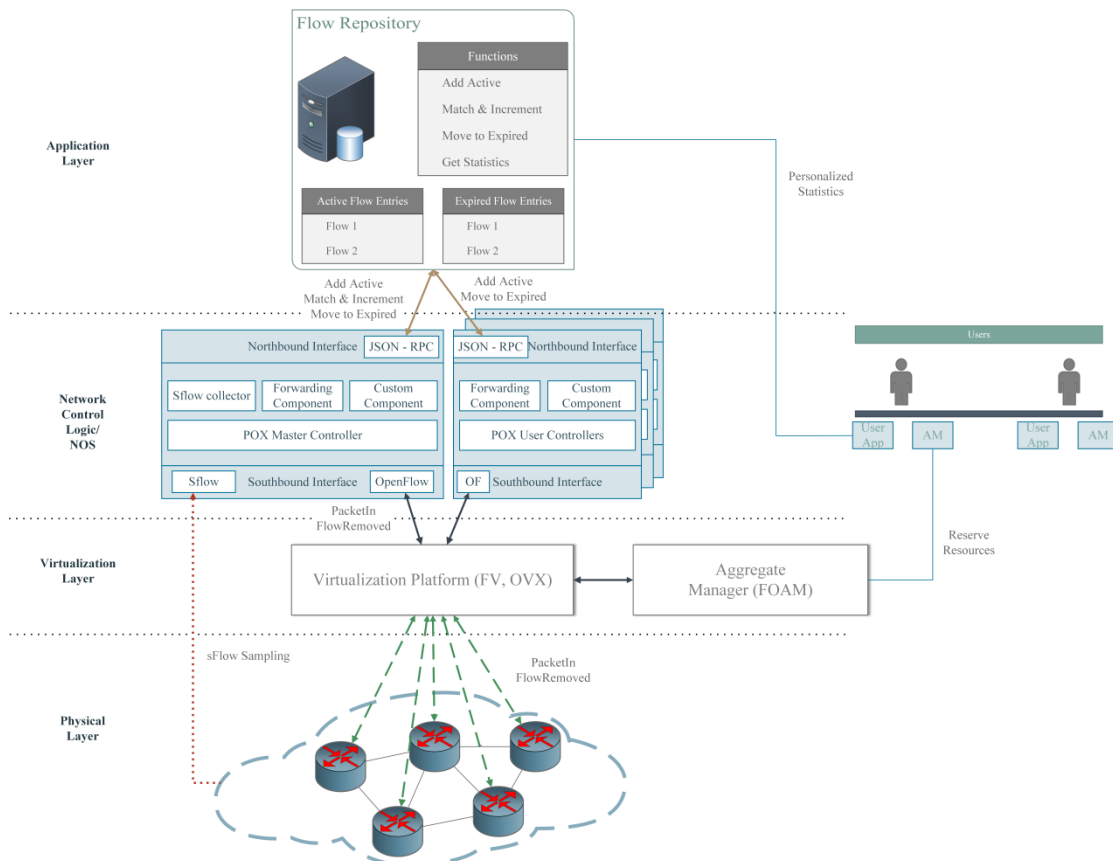 Flow Repository
Functions
Add Active
Match & Increment
Move to Expired
Get Statistics
Active Flow Entries
Flow 1
Flow 2
Expired Flow Entries
Flow 1
Flow 2
Application
Layer
Personalized
Statistics
Add Active
Match & Increment
Move to Expired
Add Active
Move to Expired
Northbound Interface
JSON - RPC
JSON - RPC
Northbound Interface
Users
Network
Control
Logic/
NOS
Sflow collector
Forwarding
Component
Custom
Component
Forwarding
Component
Custom
Component
POX Master Controller
POX User Controllers
User
App
AM
User
App
AM
Sflow
Southbound Interface
OpenFlow
OF
Southbound Interface
PacketIn
FlowRemoved
Reserve
Resources
Virtualization
Layer
Virtualization Platform (FV, OVX)
Aggregate
Manager (FOAM)
sFlow Sampling
PacketIn
FlowRemoved
Physical
Layer